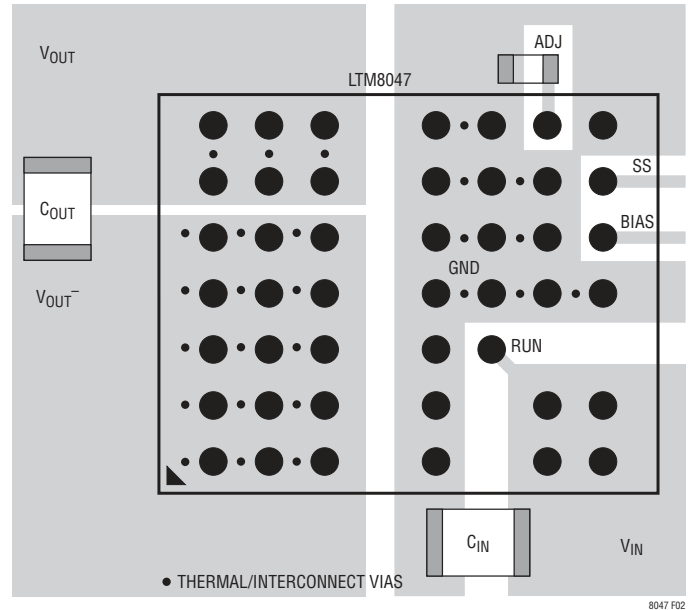 VOUT
ADJ
LTM8047
SS
COUT
BIAS
GND
VOUT–
RUN
CIN
VIN
• THERMAL/INTERCONNECT VIAS
8047 F02